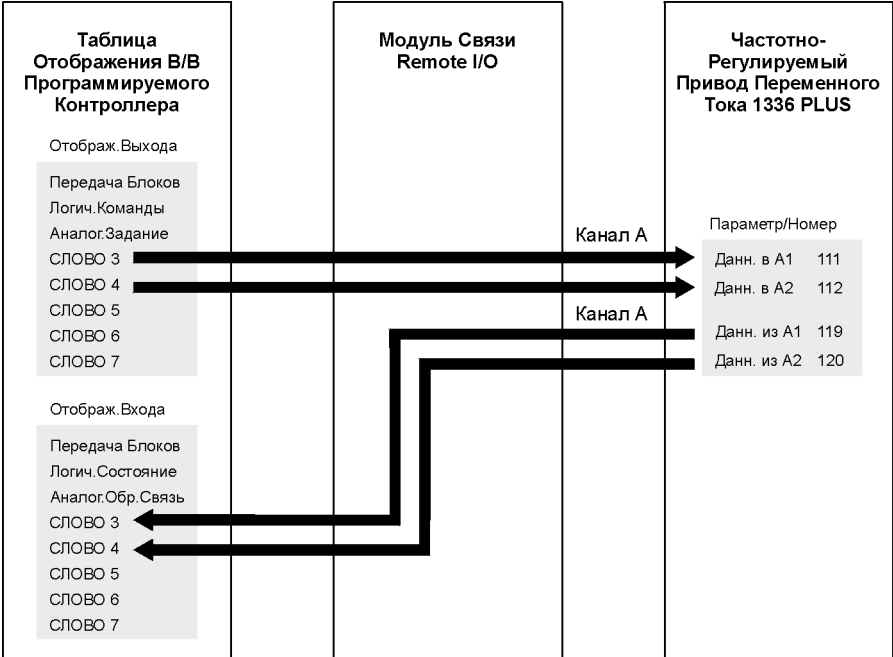 Таблица
Отображения В/В
Программируемого
Контроллера
Отображ.Выхода
Передача Блоков
Логич.Команды
Аналог.Задание
СЛОВО 3
СЛОВО 4
СЛОВО 5
СЛОВО 6
СЛОВО 7
Отображ.Входа
Передача Блоков
Логич.Состояние
Аналог.Обр.Связь
СЛОВО 3
СЛОВО 4
СЛОВО 5
СЛОВО 6
СЛОВО 7
Модуль Связи
Remote I/O
Канал А
Канал А
Частотно-
Регулируемый
Привод Переменного
Тока 1336 PLUS
Параметр/Номер
Данн. в А1 111
Данн. в А2 112
Данн. из А1 119
Данн. из А2 120